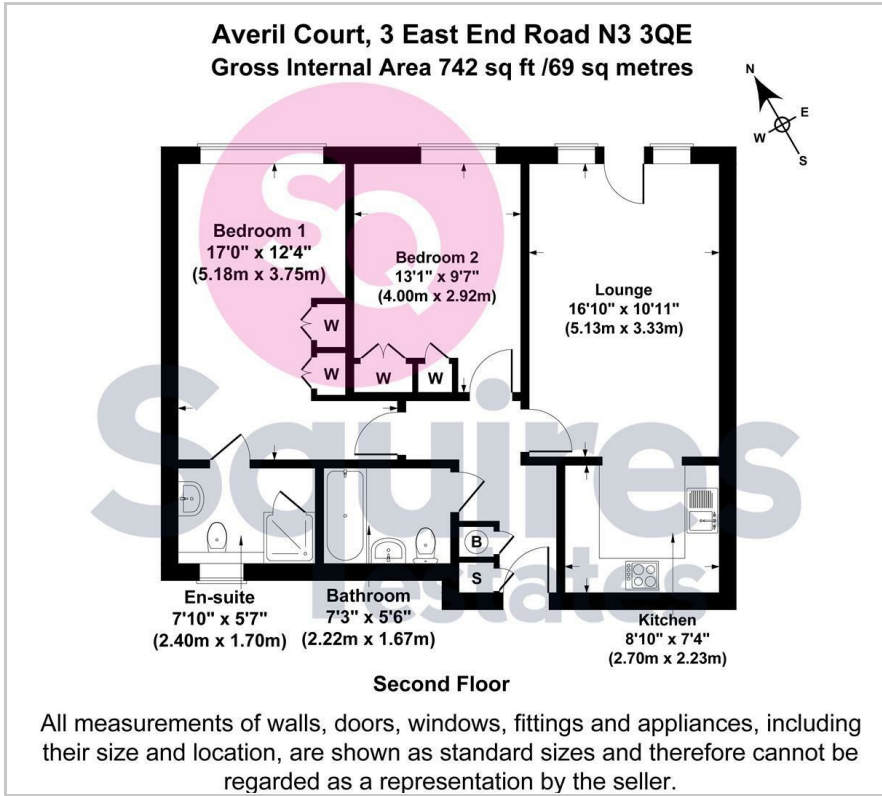 Averil Court, 3 East End Road N3 3QE
Gross Internal Area 742 sq ft /69 sq metres
N
E
W
S
SQ
Bedroom 1
17'0" x 12'4"
(5.18m x 3.75m)
Bedroom 2
13'1" x 9'7"
(4.00m x 2.92m)
Lounge
16'10" x 10'11"
(5.13m x 3.33m)
W
W
W
W
Squires
estates
B
S
En-suite
7'10" x 5'7"
(2.40m x 1.70m)
Bathroom
7'3" x 5'6"
(2.22m x 1.67m)
Kitchen
8'10" x 7'4"
(2.70m x 2.23m)
Second Floor
All measurements of walls, doors, windows, fittings and appliances, including
their size and location, are shown as standard sizes and therefore cannot be
regarded as a representation by the seller.